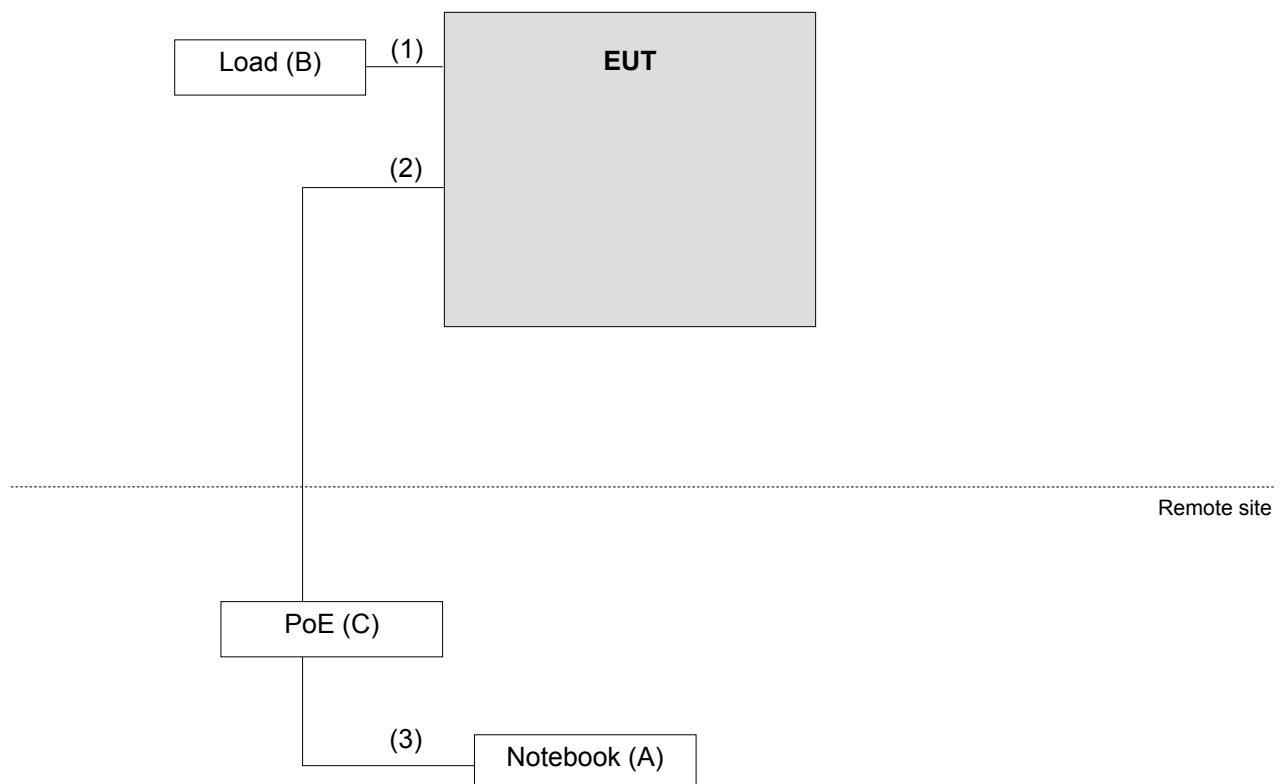 (1)
Load (B)
EUT
(2)
Remote site
PoE (C)
(3)
Notebook (A)